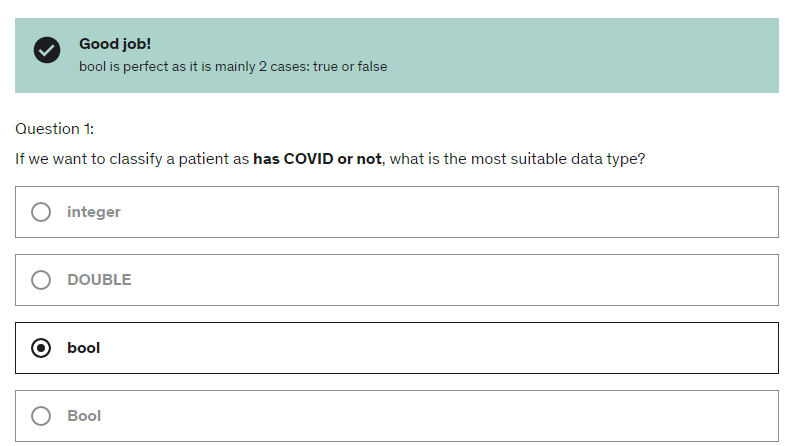 Good job!
bool is perfect as it is mainly 2 cases: true or false
Question 1:
If we want to classify a patient as has COVID or not, what is the most suitable data type?
integer
DOUBLE
bool
Bool